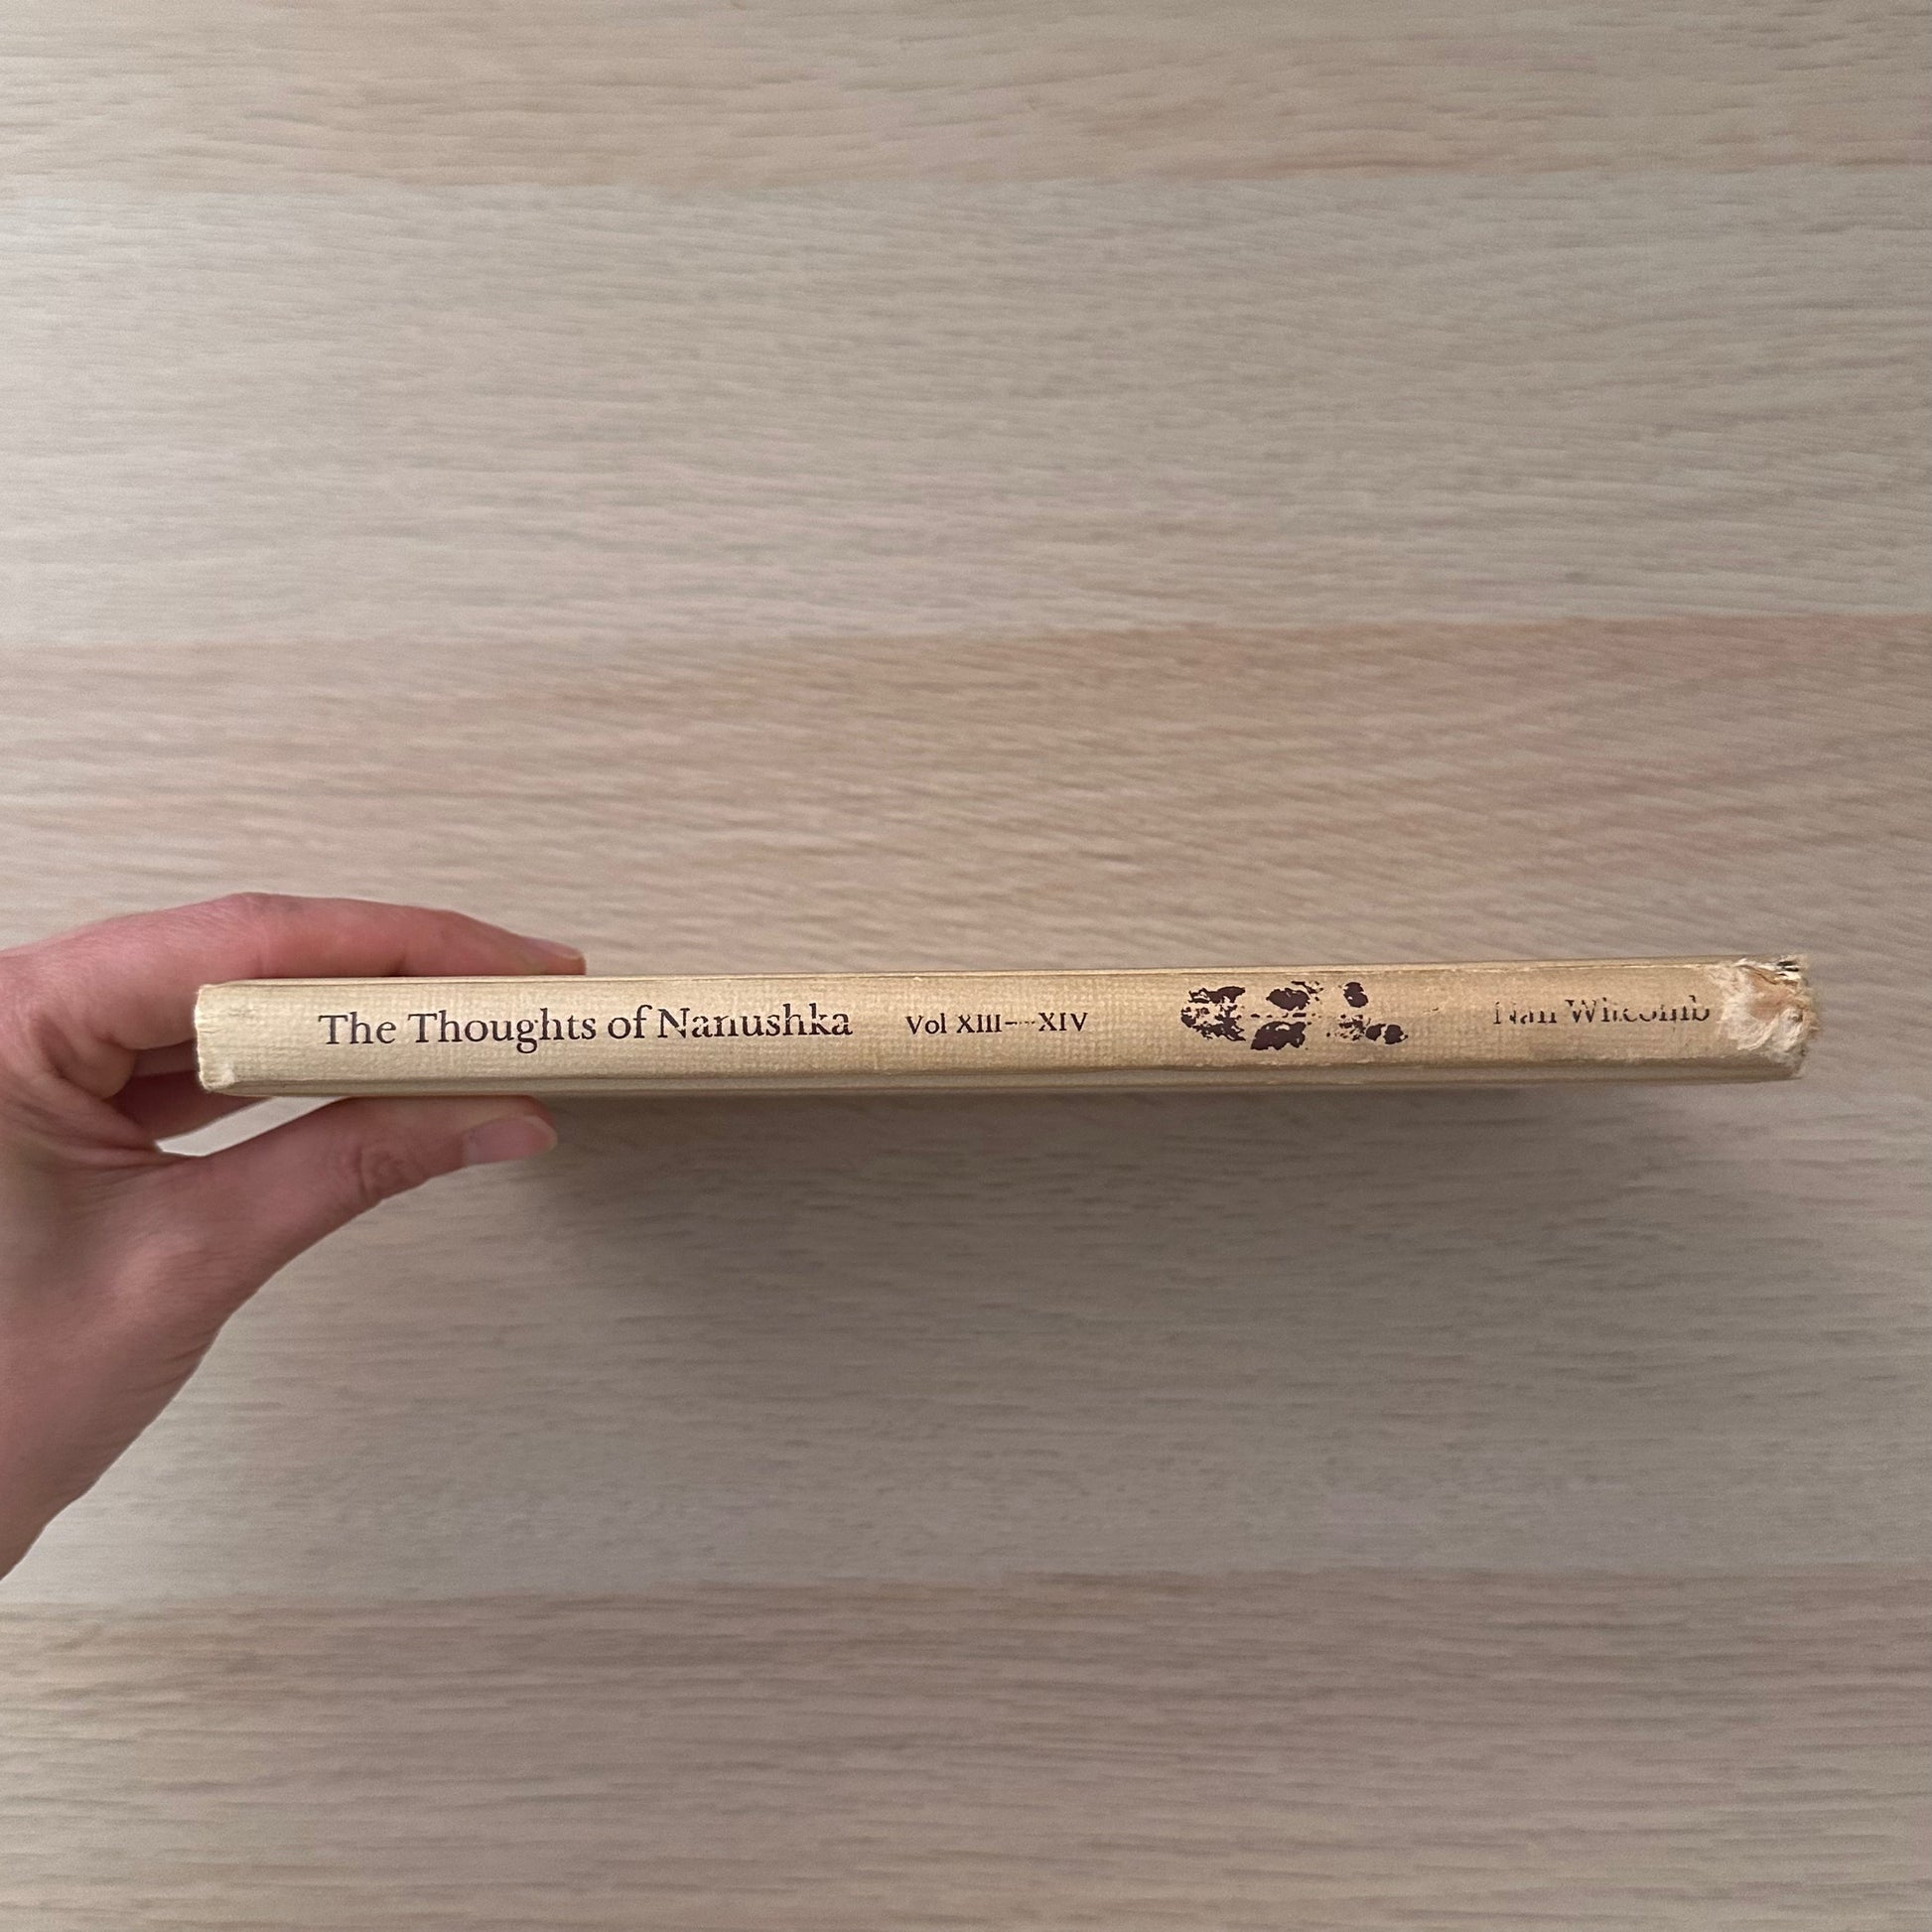 The Thoughts of Nanushka Vol XIII–XIV Nan Witcomb